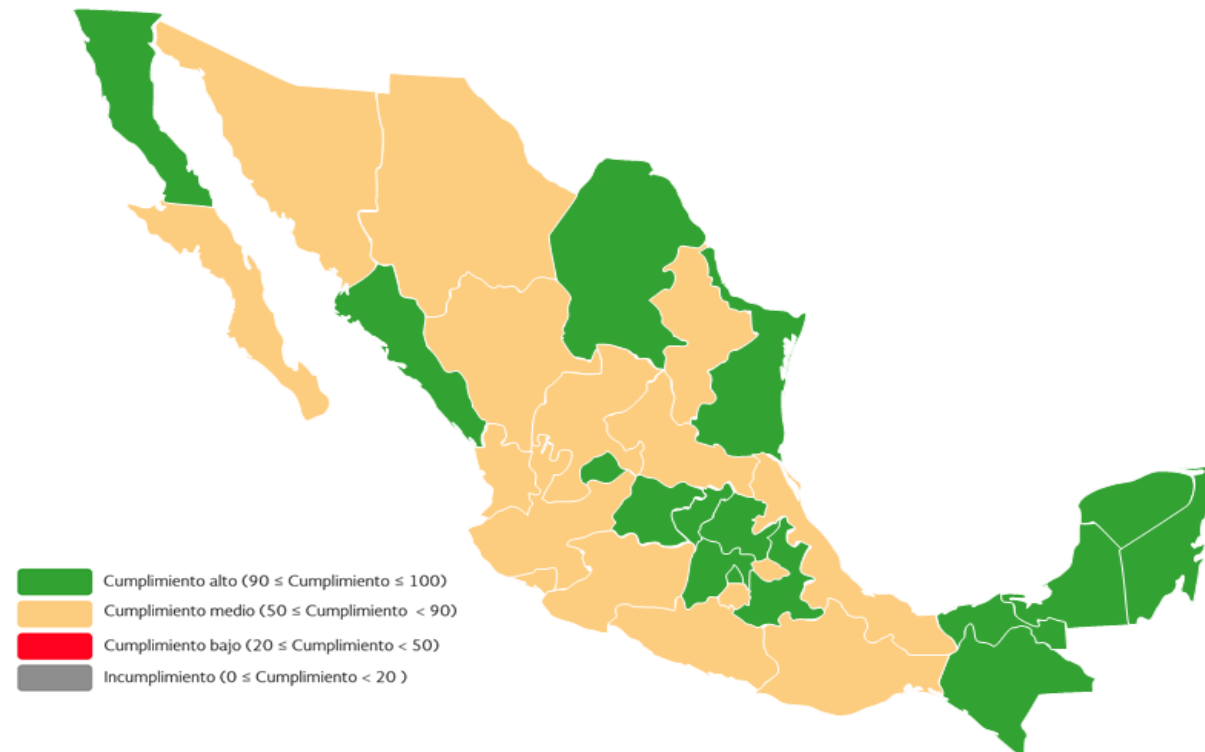 Cumplimiento alto (90 ≤ Cumplimiento ≤ 100)
Cumplimiento medio (50 ≤ Cumplimiento < 90)
Cumplimiento bajo (20 ≤ Cumplimiento < 50)
Incumplimiento (0 ≤ Cumplimiento < 20 )